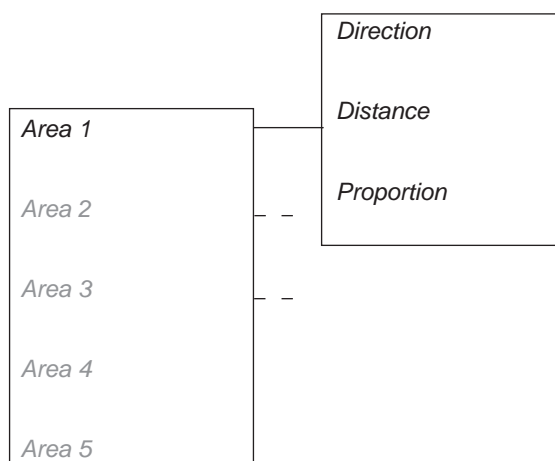 Direction
Distance
Proportion
Area 1
Area 2
Area 3
Area 4
Area 5